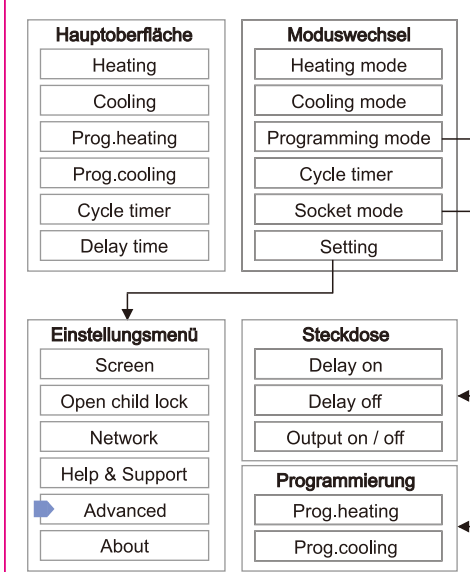 Hauptoberfläche
Heating
Cooling
Prog.heating
Prog.cooling
Cycle timer
Delay time
Moduswechsel
Heating mode
Cooling mode
Programming mode
Cycle timer
Socket mode
Setting
Einstellungsmenü
Screen
Open child lock
Network
Help & Support
Advanced
About
Steckdose
Delay on
Delay off
Output on / off
Programmierung
Prog.heating
Prog.cooling